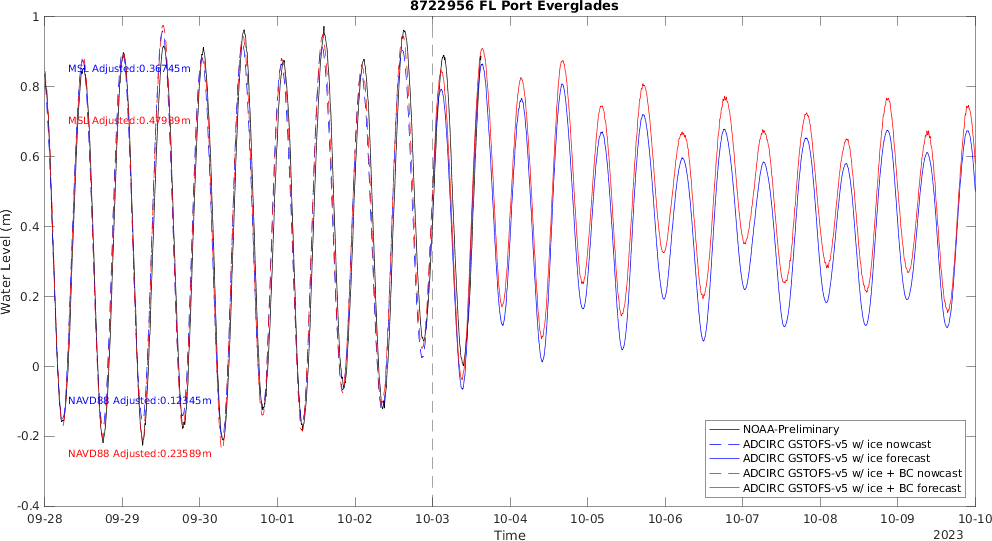 8722956 FL Port Everglades
1
0.8
0.6
0.4
0.2
0
-0.2
-0.4
Water Level (m)
MSL Adjusted:0.36745m
MSL Adjusted:0.47989m
NAVD88 Adjusted:0.12345m
NAVD88 Adjusted:0.23589m
NOAA-Preliminary
ADCIRC GSTOFS-v5 w/ ice nowcast
ADCIRC GSTOFS-v5 w/ ice forecast
ADCIRC GSTOFS-v5 w/ ice + BC nowcast
ADCIRC GSTOFS-v5 w/ ice + BC forecast
09-28 09-29 09-30 10-01 10-02 10-03 10-04 10-05 10-06 10-07 10-08 10-09 10-10
Time
2023